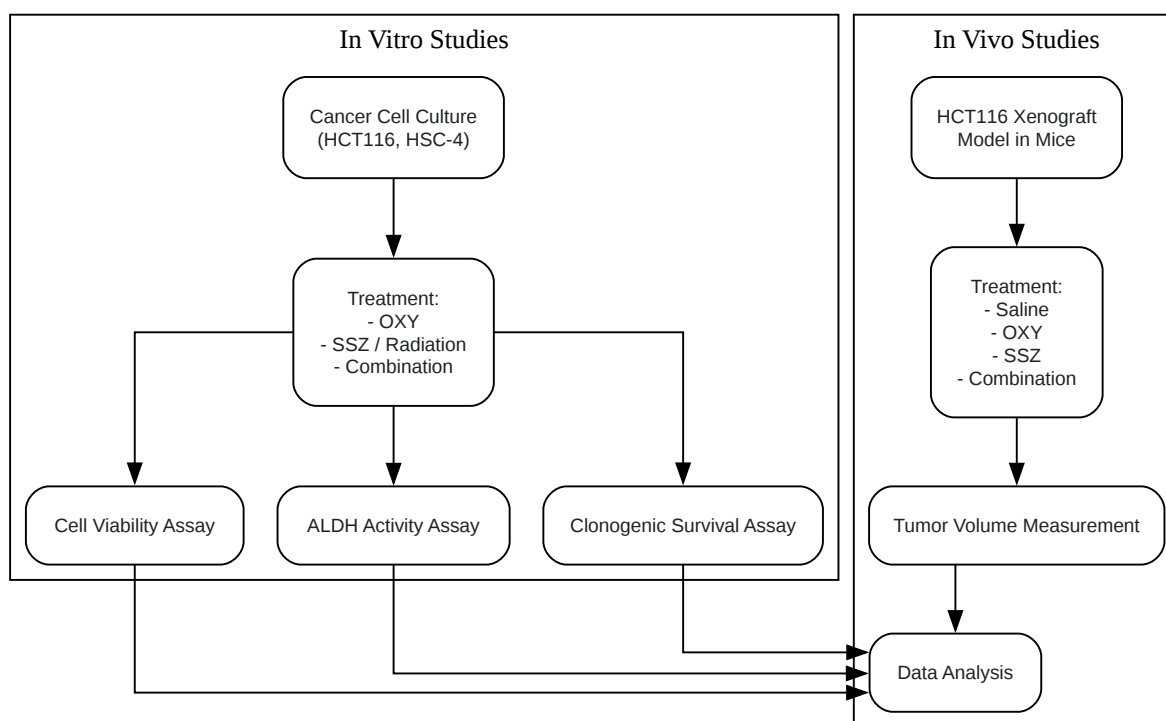 In Vitro Studies
Cancer Cell Culture
(HCT116, HSC-4)
Treatment:
- OXY
- SSZ / Radiation
- Combination
Cell Viability Assay
ALDH Activity Assay
Clonogenic Survival Assay
In Vivo Studies
HCT116 Xenograft
Model in Mice
Treatment:
- Saline
- OXY
- SSZ
- Combination
Tumor Volume Measurement
Data Analysis